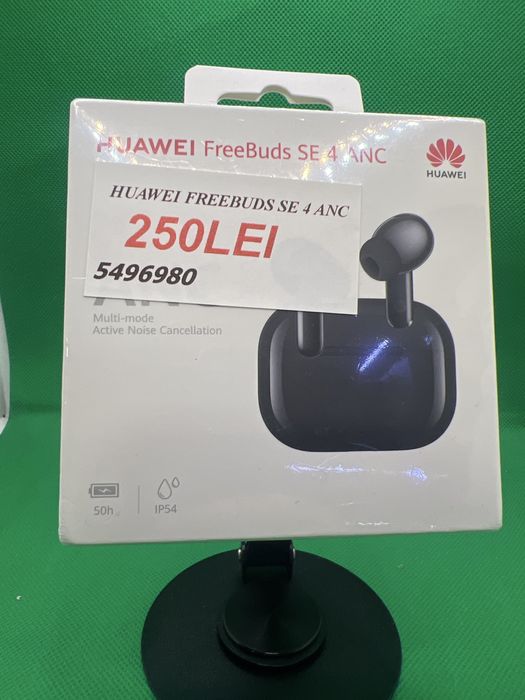 HUAWEI FreeBuds SE 4 ANC
HUAWEI
HUAWEI FREEBUDS SE 4 ANC
250LEI
5496980
Multi-mode
Active Noise Cancellation
50h
IP54